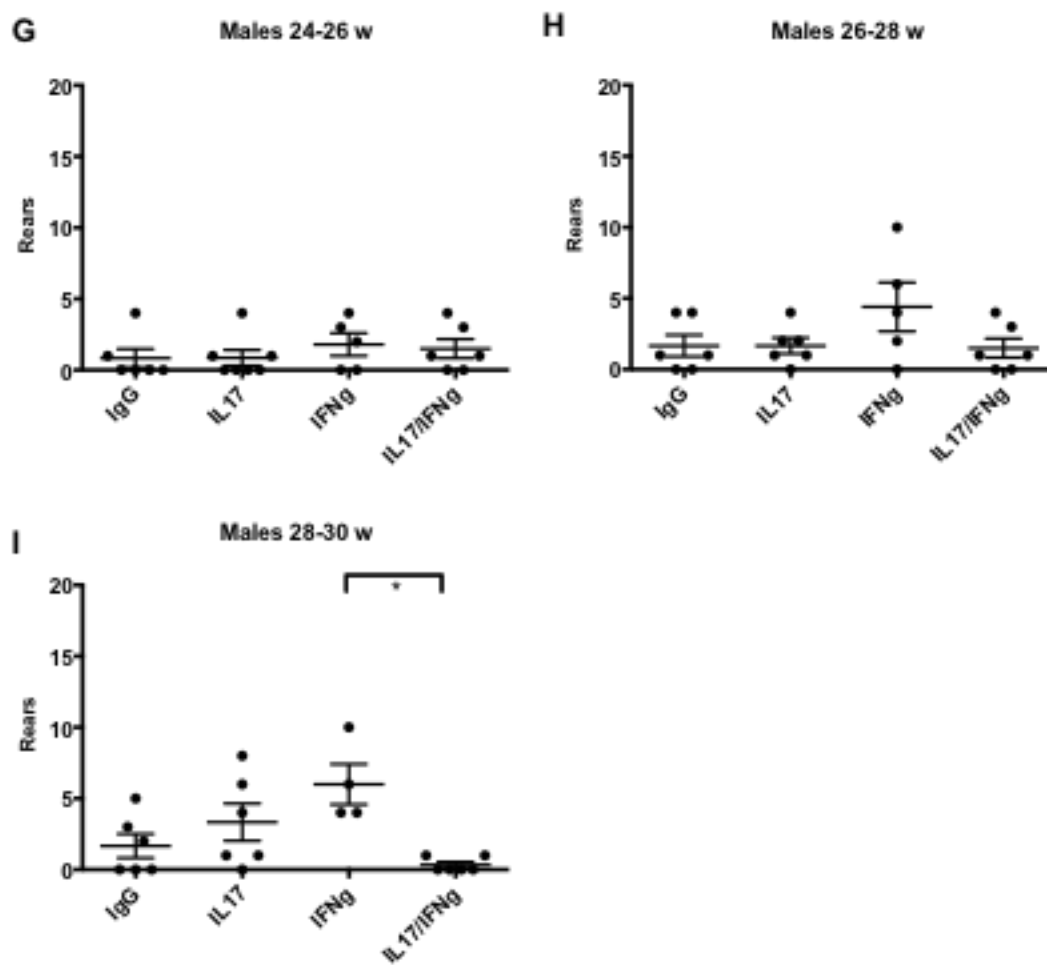 G
Males 24-26 w
20
15
10
5
0
Rears
IgG
IL17
IFNg
IL17/IFNg
H
Males 26-28 w
20
15
10
5
0
Rears
IgG
IL17
IFNg
IL17/IFNg
I
Males 28-30 w
*
20
15
10
5
0
Rears
IgG
IL17
IFNg
IL17/IFNg